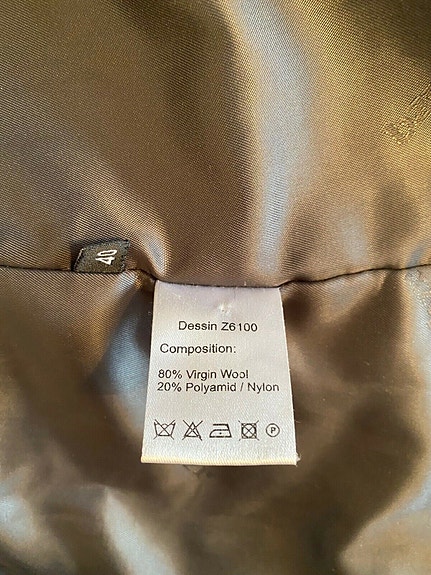 40
Dessin Z6100
Composition:
80% Virgin Wool
20% Polyamid / Nylon
P